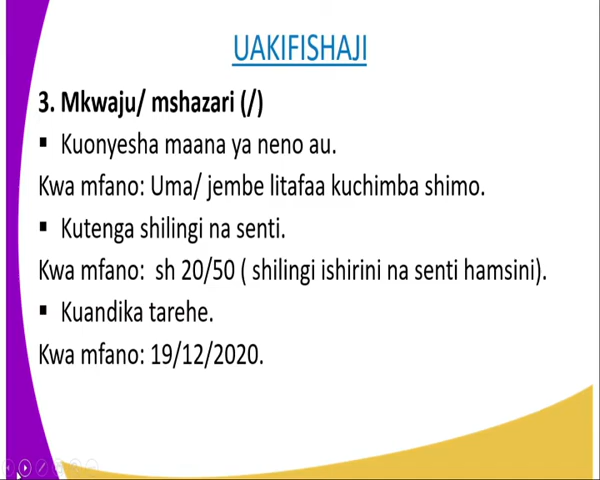 UAKIFISHAJI
3. Mkwaju/ mshazari (/)
▪ Kuonyesha maana ya neno au.
Kwa mfano: Uma/ jembe litafaa kuchimba shimo.
▪ Kutenga shilingi na senti.
Kwa mfano:  sh 20/50 ( shilingi ishirini na senti hamsini).
▪ Kuandika tarehe.
Kwa mfano: 19/12/2020.